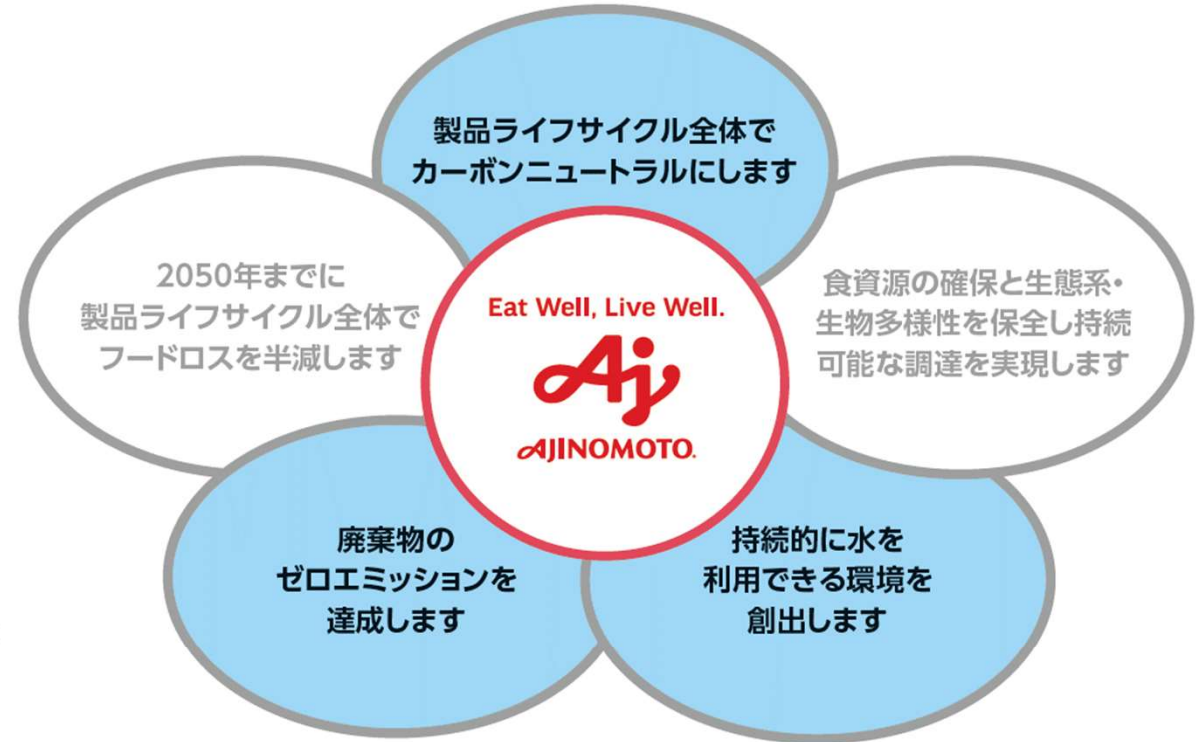 製品ライフサイクル全体で
カーボンニュートラルにします
2050年までに
製品ライフサイクル全体で
フードロスを半減します
Eat Well, Live Well.
Aj
AJINOMOTO.
食資源の確保と生態系・
生物多様性を保全し持続
可能な調達を実現します
廃棄物の
ゼロエミッションを
達成します
持続的に水を
利用できる環境を
創出します